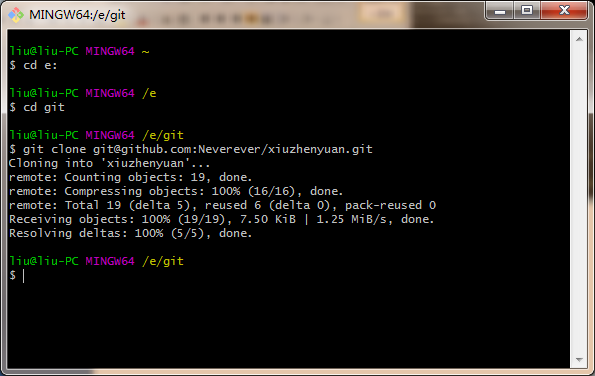 MINGW64:/e/git
liu@liu-PC MINGW64 ~
$ cd e:
liu@liu-PC MINGW64 /e
$ cd git
liu@liu-PC MINGW64 /e/git
$ git clone git@github.com:Neverever/xiuzhenyuan.git
Cloning into 'xiuzhenyuan'...
remote: Counting objects: 19, done.
remote: Compressing objects: 100% (16/16), done.
remote: Total 19 (delta 5), reused 6 (delta 0), pack-reused 0
Receiving objects: 100% (19/19), 7.50 KiB | 1.25 MiB/s, done.
Resolving deltas: 100% (5/5), done.
liu@liu-PC MINGW64 /e/git
$